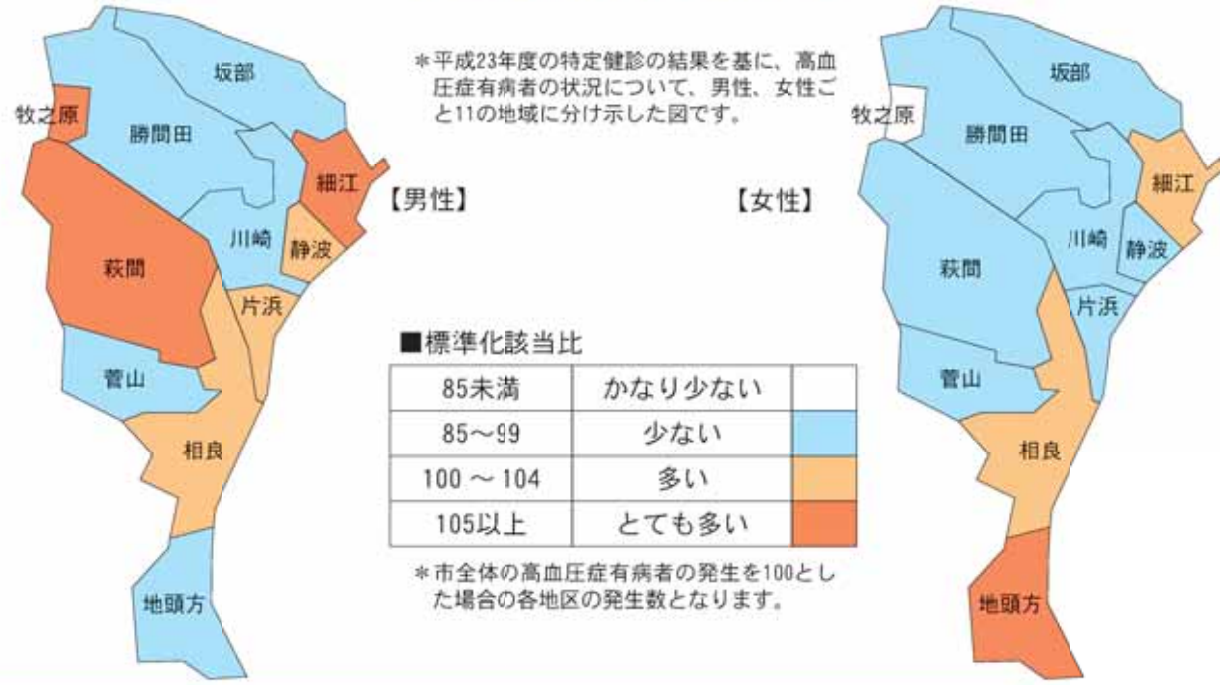 坂部
牧之原
勝間田
細江
川崎
静波
萩間
片浜
菅山
相良
地頭方
【男性】
*平成23年度の特定健診の結果を基に、高血
圧症有病者の状況について、男性、女性ご
と11の地域に分け示した図です。
■標準化該当比
85未満 かなり少ない
85～99 少ない
100～104 多い
105以上 とても多い
*市全体の高血圧症有病者の発生を100とし
た場合の各地区の発生数となります。
【女性】
坂部
牧之原
勝間田
細江
川崎
静波
萩間
片浜
菅山
相良
地頭方